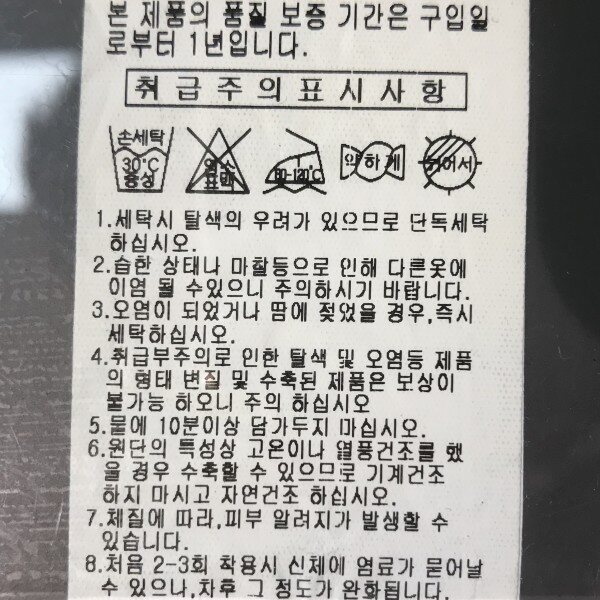 본 제품의 품질 보증 기간은 구입일
로부터 1년입니다.
취급주의표시사항
손세탁
30°C
중성
염소
표백
80-120°C
약하게
뉘어서
1.세탁시 탈색의 우려가 있으므로 단독세탁
하십시오.
2.습한 상태나 마찰등으로 인해 다른옷에
이염 될 수있으니 주의하시기 바랍니다.
3.오염이 되었거나 땀에 젖었을 경우,즉시
세탁하십시오.
4.취급부주의로 인한 탈색 및 오염등 제품
의 형태 변질 및 수축된 제품은 보상이
불가능 하오니 주의 하십시오
5.물에 10분이상 담가두지 마십시오.
6.원단의 특성상 고온이나 열풍건조를 했
을 경우 수축할 수 있으므로 기계건조
하지 마시고 자연건조 하십시오.
7.체질에 따라,피부 알려지가 발생할 수
있습니다.
8.처음 2-3회 착용시 신체에 염료가 묻어날
수 있으나,차후 그 정도가 완화됩니다.